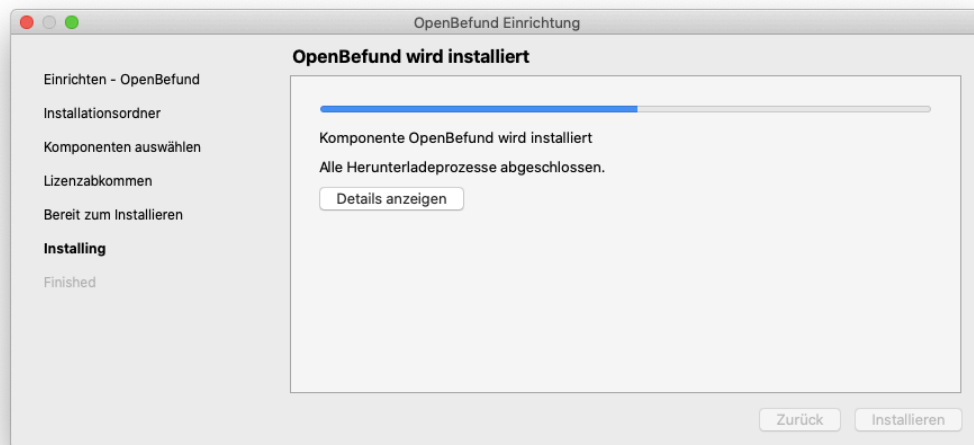 OpenBefund Einrichtung
Einrichten - OpenBefund
Installationsordner
Komponenten auswählen
Lizenzabkommen
Bereit zum Installieren
Installing
Finished
OpenBefund wird installiert
Komponente OpenBefund wird installiert
Alle Herunterladeprozesse abgeschlossen.
Details anzeigen
Zurück
Installieren